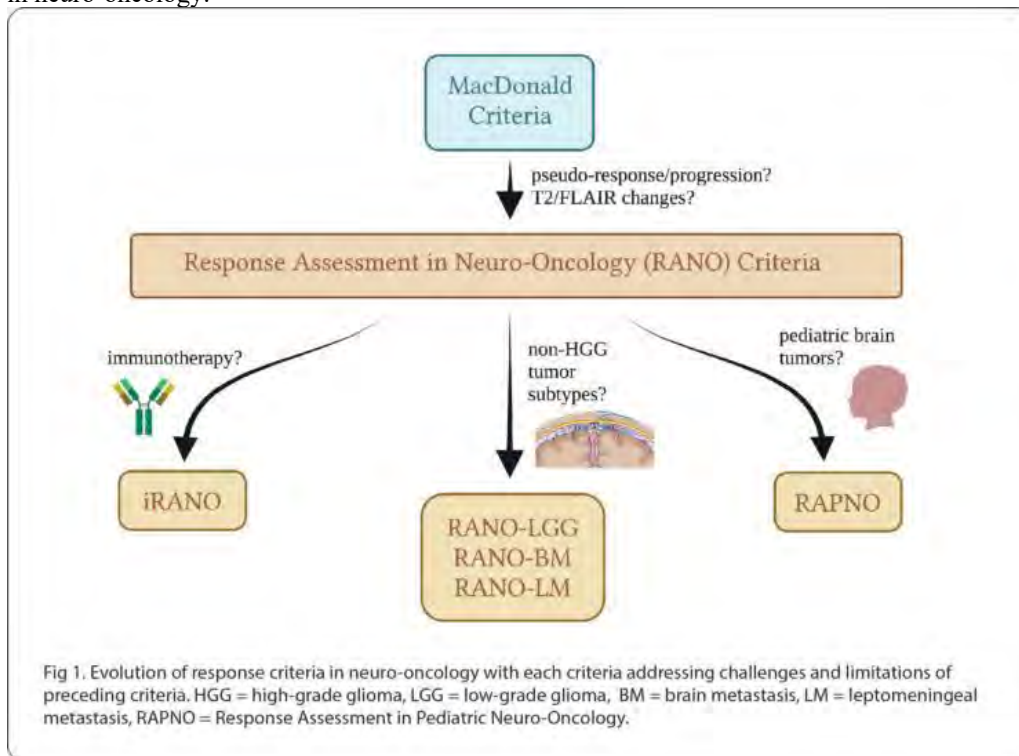 in neuro-oncology.
MacDonald
Criteria
pseudo-response/progression?
T2/FLAIR changes?
Response Assessment in Neuro-Oncology (RANO) Criteria
immunotherapy?
non-HGG
tumor
subtypes?
pediatric brain
tumors?
iRANO
RANO-LGG
RANO-BM
RANO-LM
RAPNO
Fig 1. Evolution of response criteria in neuro-oncology with each criteria addressing challenges and limitations of
preceding criteria. HGG = high-grade glioma, LGG = low-grade glioma, BM = brain metastasis, LM = leptomeningeal
metastasis, RAPNO = Response Assessment in Pediatric Neuro-Oncology.